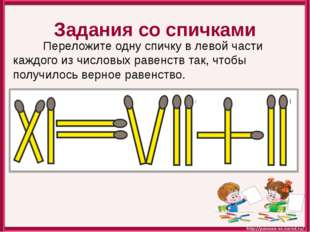 Задания со спичками
Переложите одну спичку в левой части
каждого из числовых равенств так, чтобы
получилось верное равенство.
XI=VII+II